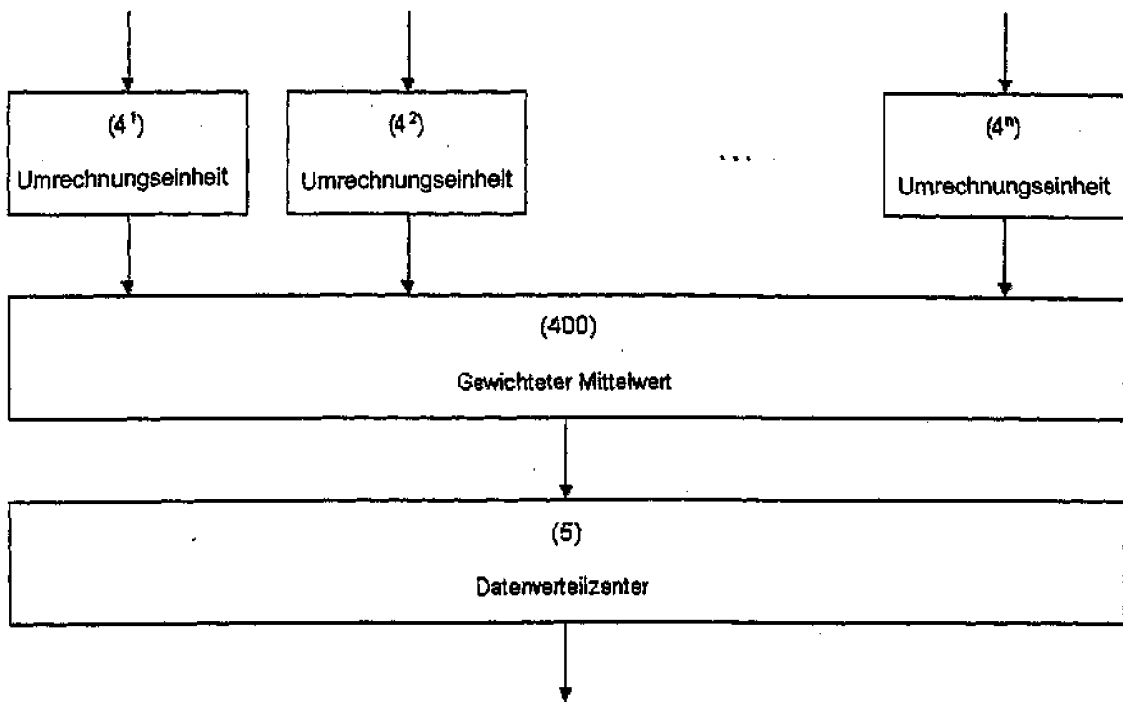 (4¹)
Umrechnungseinheit
(4²)
Umrechnungseinheit
...
(4ⁿ)
Umrechnungseinheit
(400)
Gewichteter Mittelwert
(5)
Datenverteilzenter